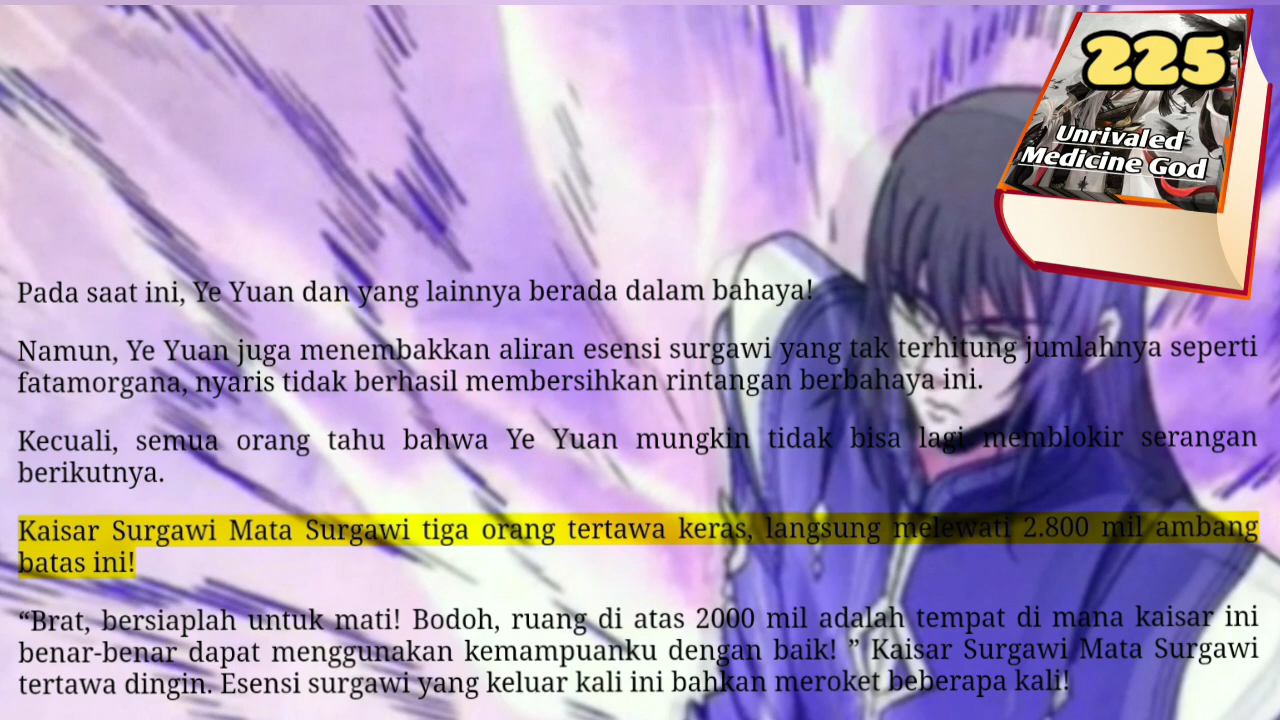 225
Unrivaled
Medicine God
Pada saat ini, Ye Yuan dan yang lainnya berada dalam bahaya!
Namun, Ye Yuan juga menembakkan aliran esensi surgawi yang tak terhitung jumlahnya seperti
fatamorgana, nyaris tidak berhasil membersihkan rintangan berbahaya ini.
Kecuali, semua orang tahu bahwa Ye Yuan mungkin tidak bisa lagi memblokir serangan
berikutnya.
Kaisar Surgawi Mata Surgawi tiga orang tertawa keras, langsung melewati 2.800 mil ambang
batas ini!
“Brat, bersiaplah untuk mati! Bodoh, ruang di atas 2000 mil adalah tempat di mana kaisar ini
benar-benar dapat menggunakan kemampuanku dengan baik! ” Kaisar Surgawi Mata Surgawi
tertawa dingin. Esensi surgawi yang keluar kali ini bahkan meroket beberapa kali!